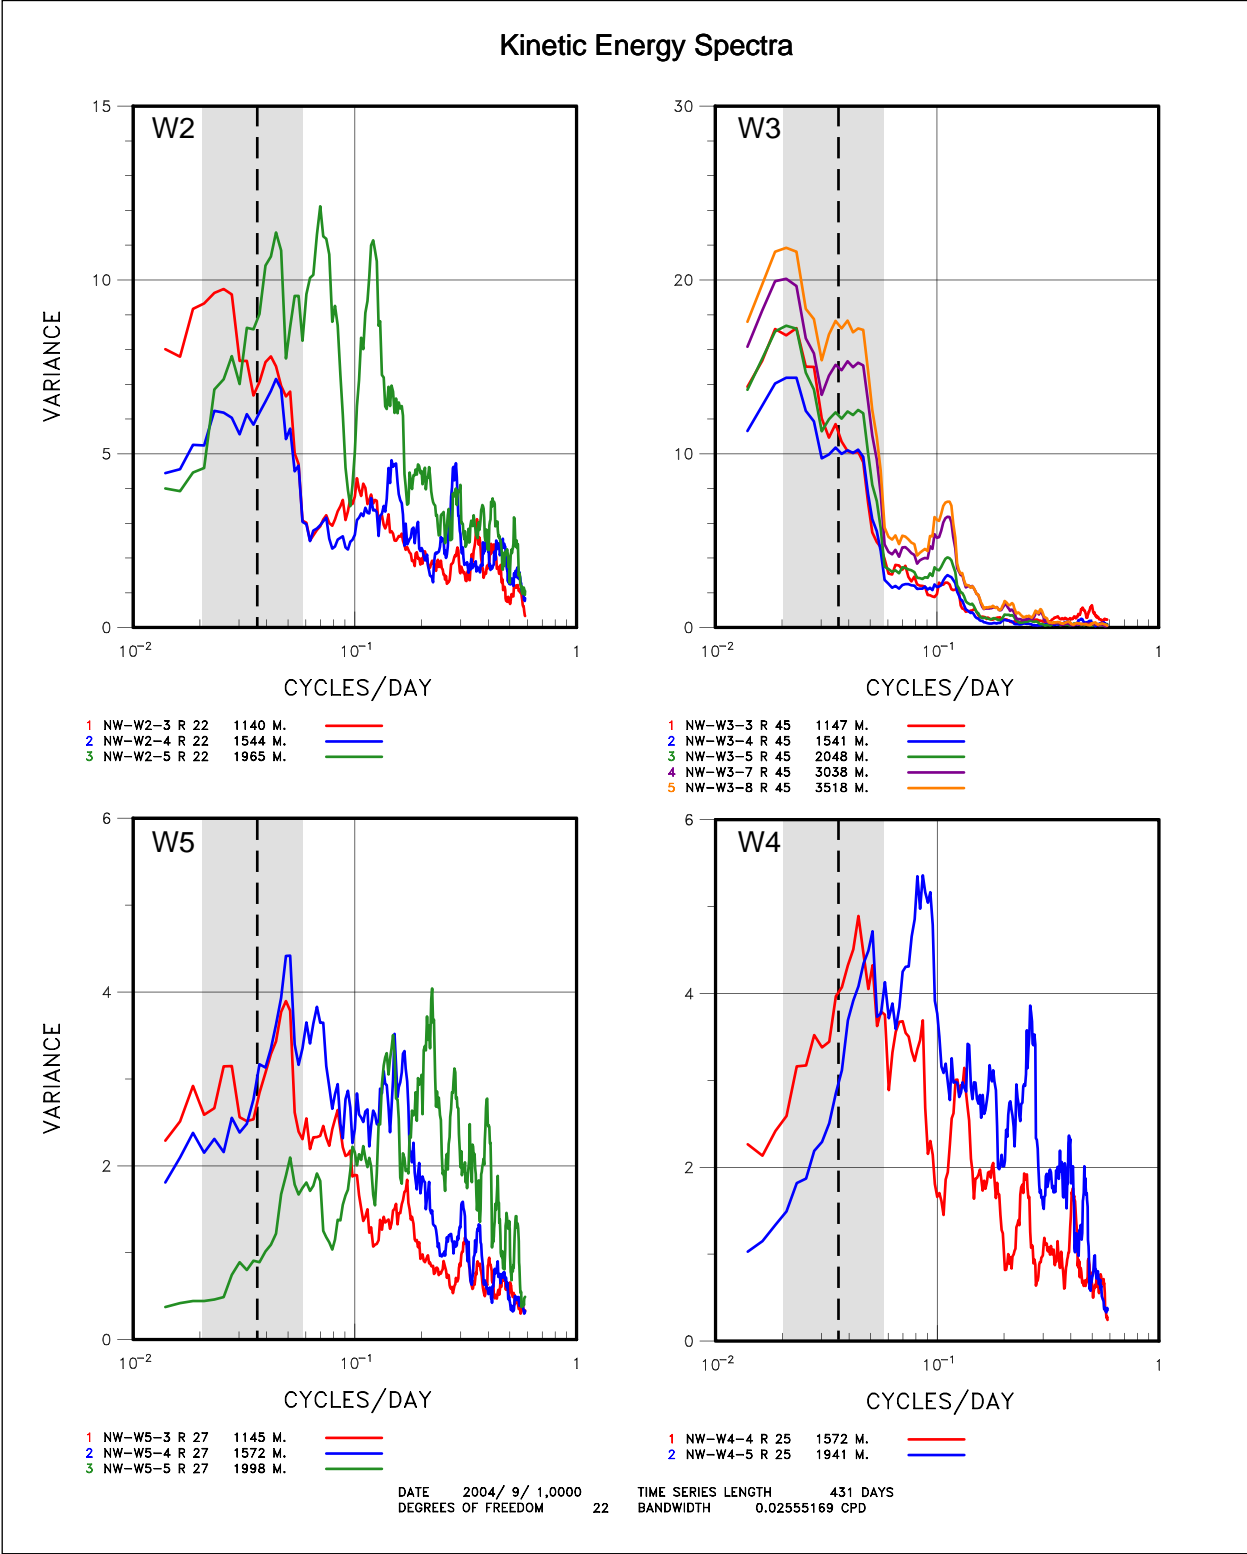 Kinetic Energy Spectra
W2
W3
15
10
5
0
VARIANCE
10-2
10-1
1
CYCLES/DAY
30
20
10
0
10-2
10-1
1
CYCLES/DAY
1 NW-W2-3 R 22 1140 M.
2 NW-W2-4 R 22 1544 M.
3 NW-W2-5 R 22 1965 M.
1 NW-W3-3 R 45 1147 M.
2 NW-W3-4 R 45 1541 M.
3 NW-W3-5 R 45 2048 M.
4 NW-W3-7 R 45 3038 M.
5 NW-W3-8 R 45 3518 M.
W5
W4
6
4
2
0
VARIANCE
10-2
10-1
1
CYCLES/DAY
6
4
2
0
10-2
10-1
1
CYCLES/DAY
1 NW-W5-3 R 27 1145 M.
2 NW-W5-4 R 27 1572 M.
3 NW-W5-5 R 27 1998 M.
1 NW-W4-4 R 25 1572 M.
2 NW-W4-5 R 25 1941 M.
DATE 2004/ 9/ 1,0000 TIME SERIES LENGTH 431 DAYS
DEGREES OF FREEDOM 22 BANDWIDTH 0.02555169 CPD